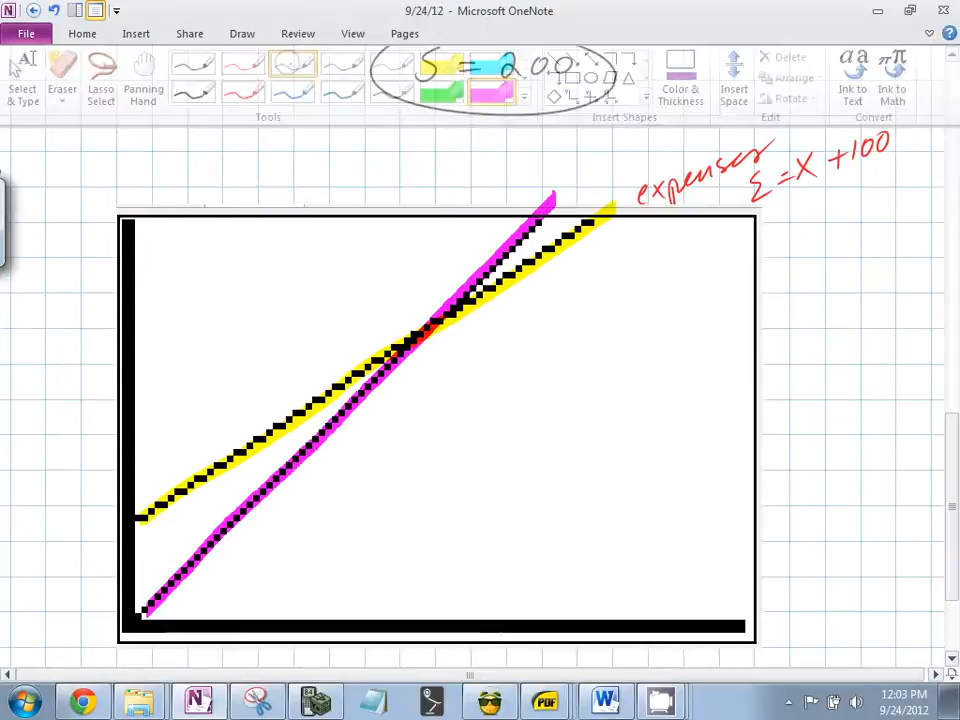 9/24/12 - Microsoft OneNote
File Home Insert Share Draw Review Pages View
Select & Type
Eraser
Lasso Select
Panning Hand
Tools
S = 200
Insert Shapes
Color & Thickness
Insert Space
Delete
Arrange
Rotate
Edit
Ink to Text
Ink to Math
Convert
expenses
Σ = X + 100
PDF
12:03 PM
9/24/2012